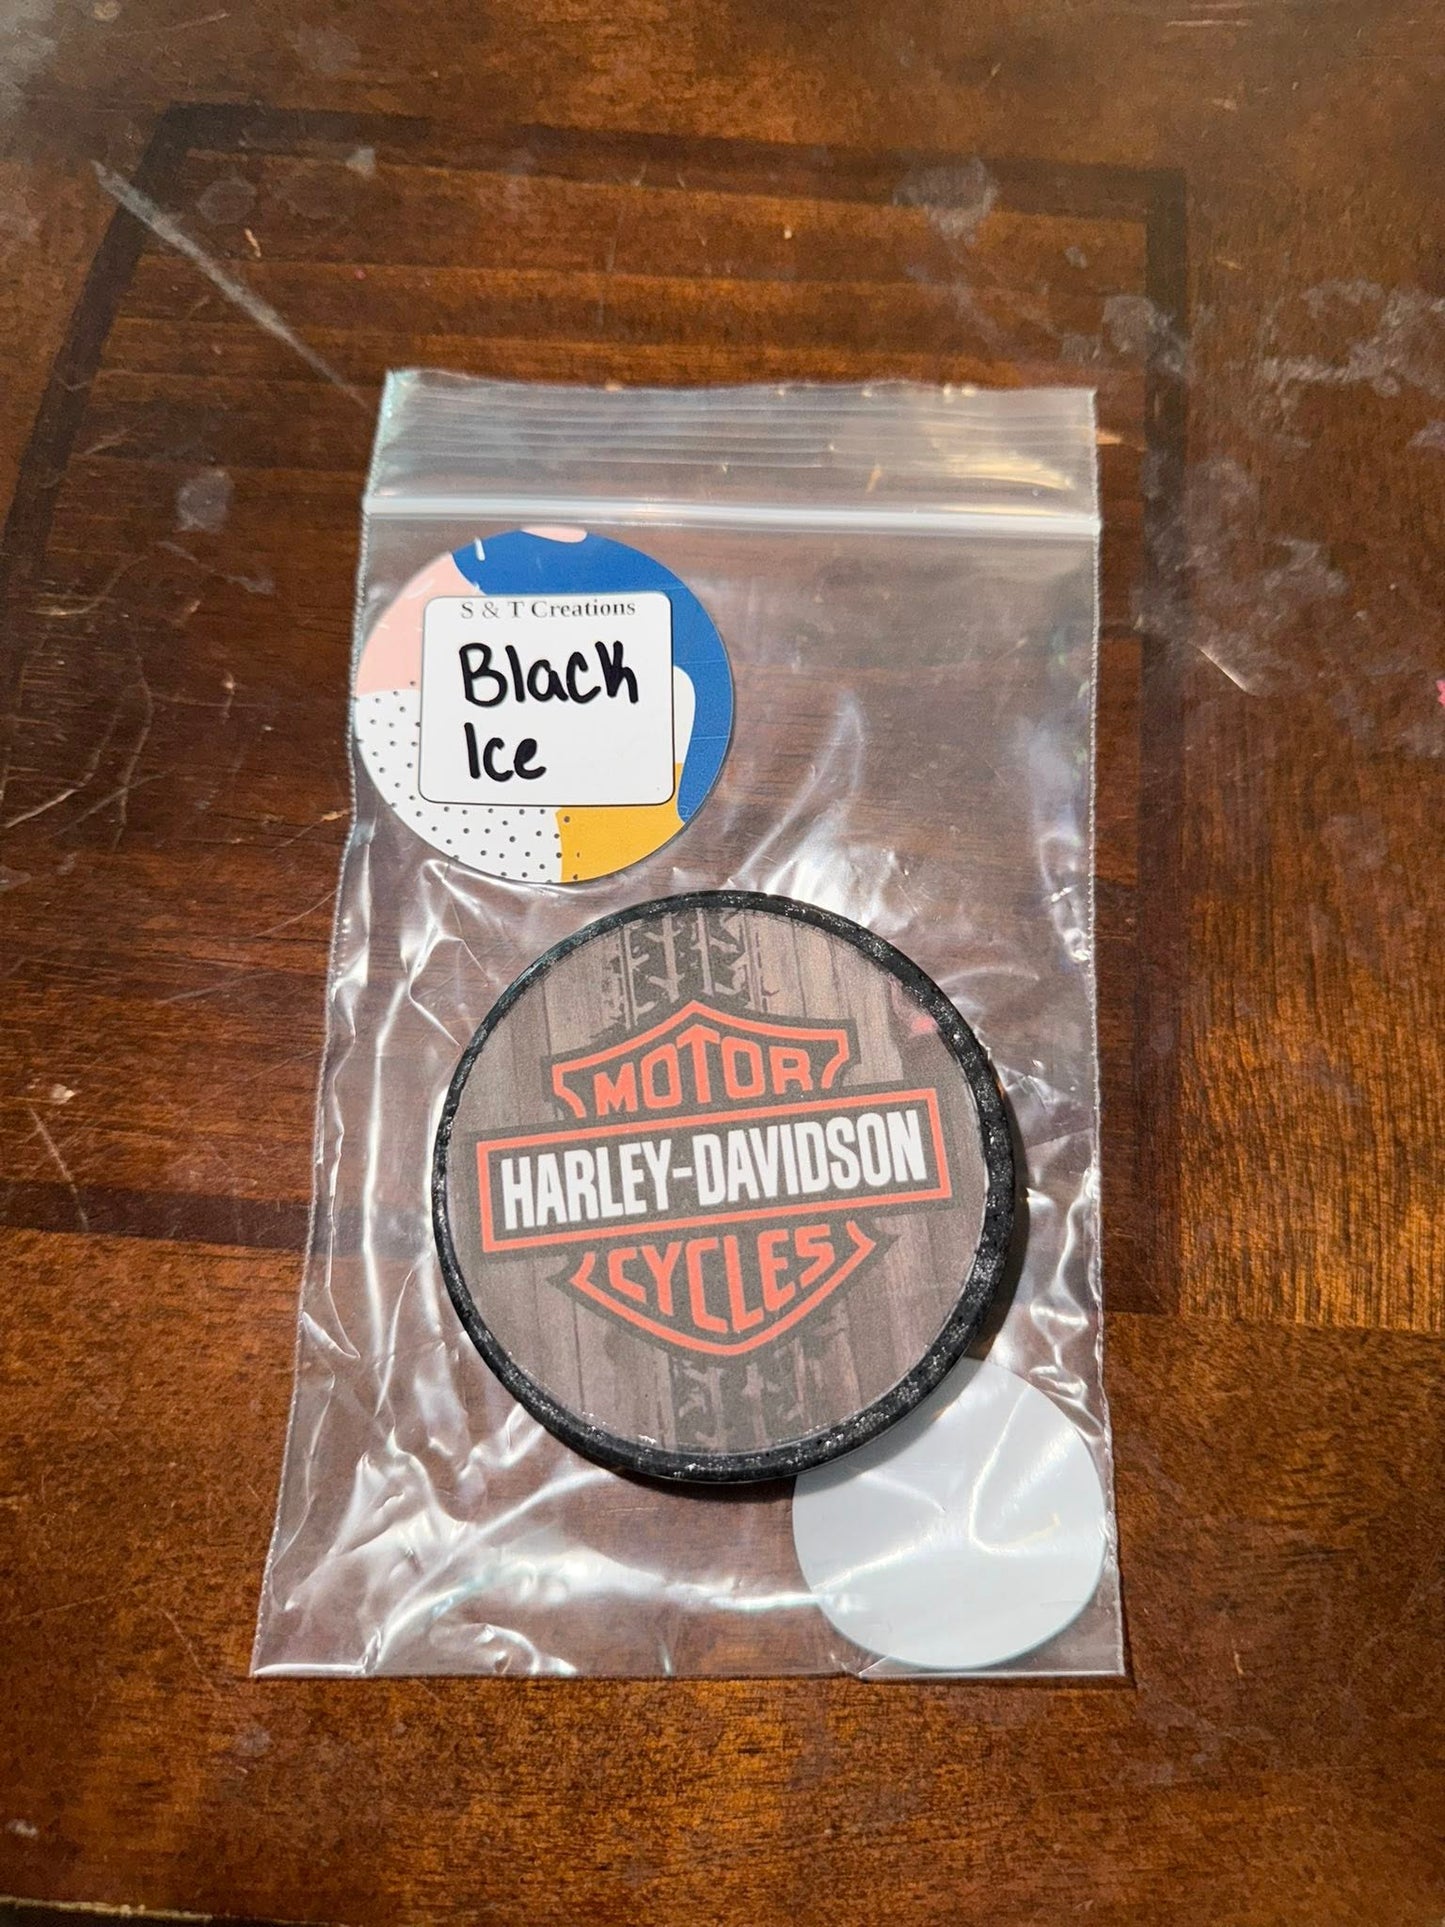 S & T Creations
Black
Ice
MOTOR
HARLEY-DAVIDSON
CYCLES